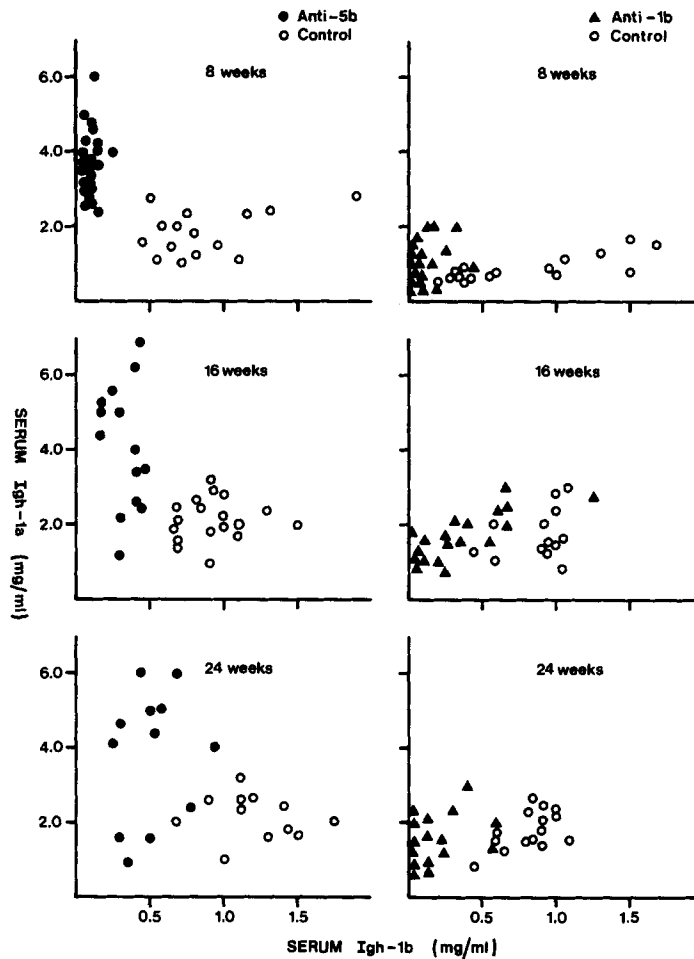 ● Anti-5b
○ Control
▲ Anti-1b
○ Control
8 weeks
8 weeks
6.0
4.0
2.0
16 weeks
16 weeks
6.0
4.0
2.0
SERUM Igh-1a (mg/ml)
24 weeks
24 weeks
6.0
4.0
2.0
0.5 1.0 1.5
0.5 1.0 1.5
SERUM Igh-1b (mg/ml)